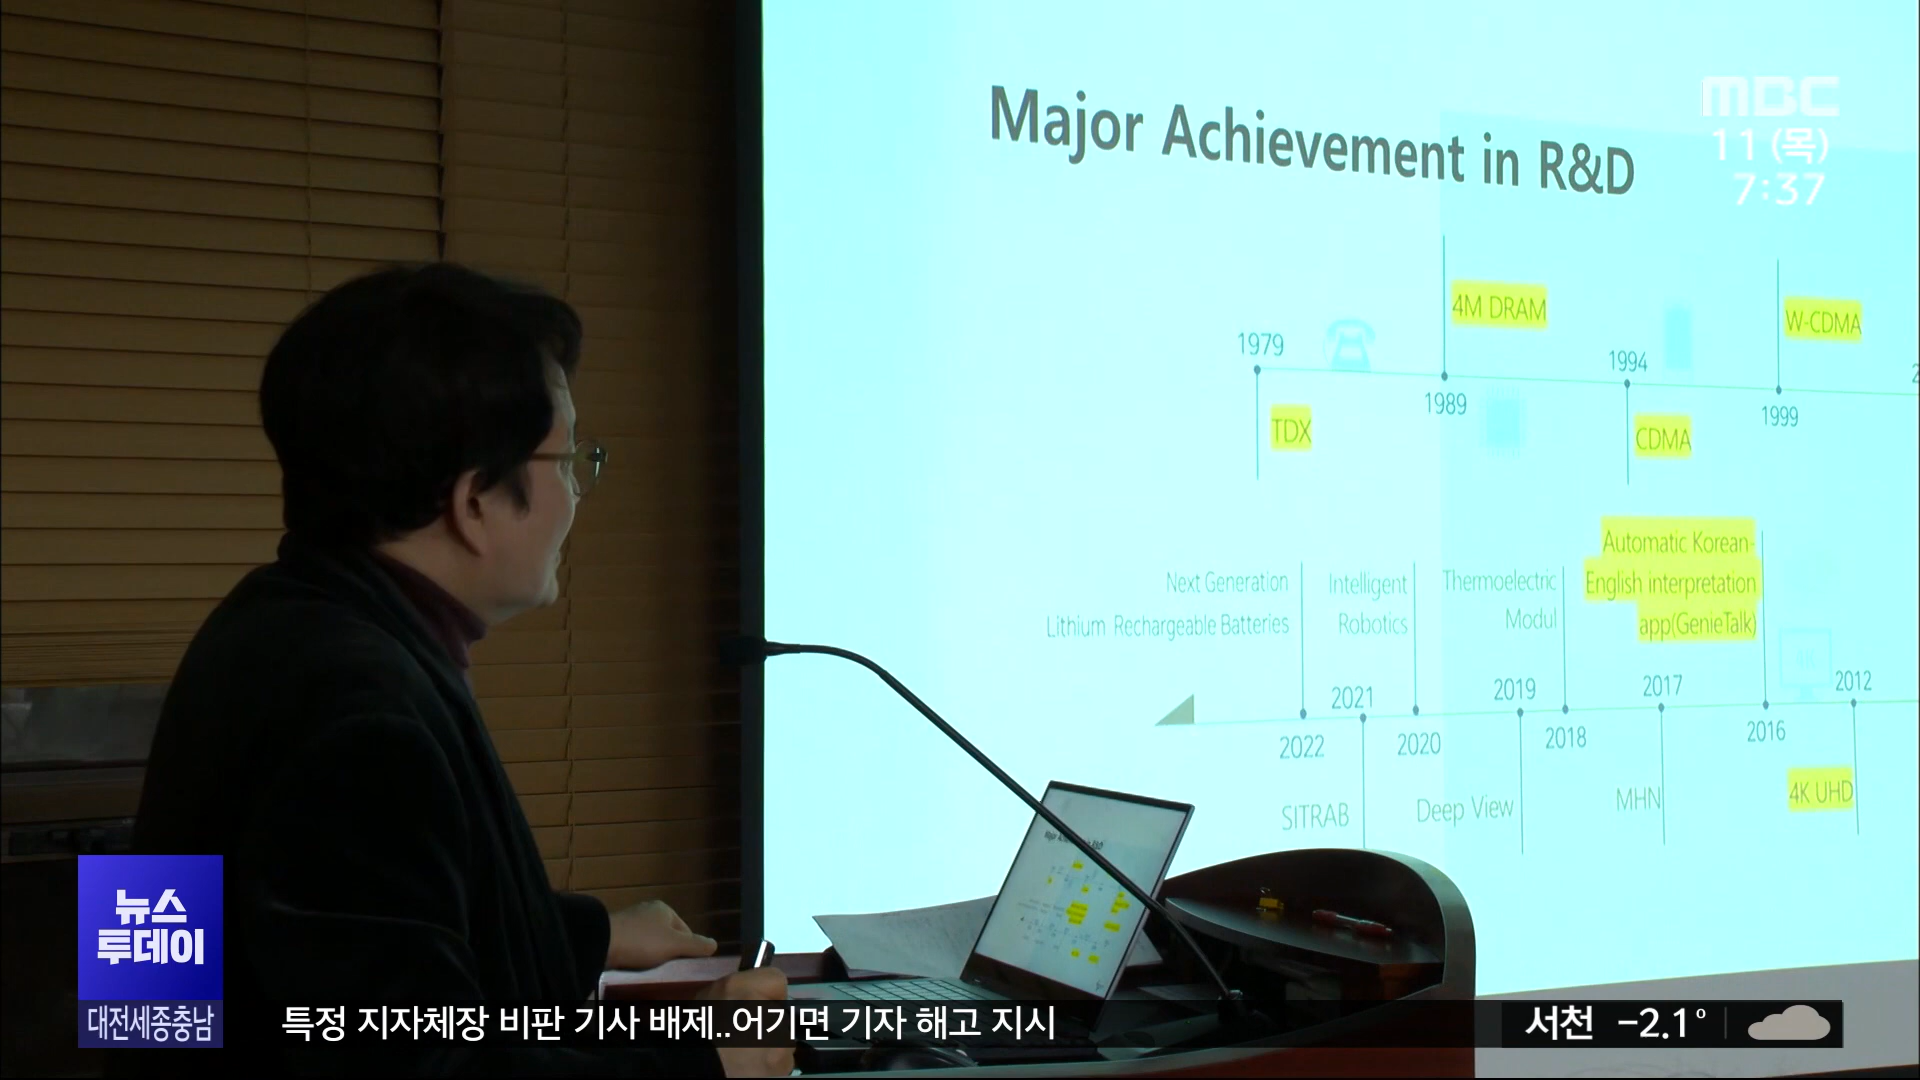 Major Achievement in R&D
MBC
11 (목)
7:37
4M DRAM
W-CDMA
1979
1994
1989
1999
TDX
CDMA
Next Generation
Lithium Rechargeable Batteries
Intelligent
Robotics
Thermoelectric
Modul
Automatic Korean-
English interpretation
app(GenieTalk)
2021
2019
2017
2012
2022
2020
2018
2016
SITRAB
Deep View
MHN
4K UHD
뉴스
투데이
대전세종충남
특정 지자체장 비판 기사 배제..어기면 기자 해고 지시
서천 -2.1°